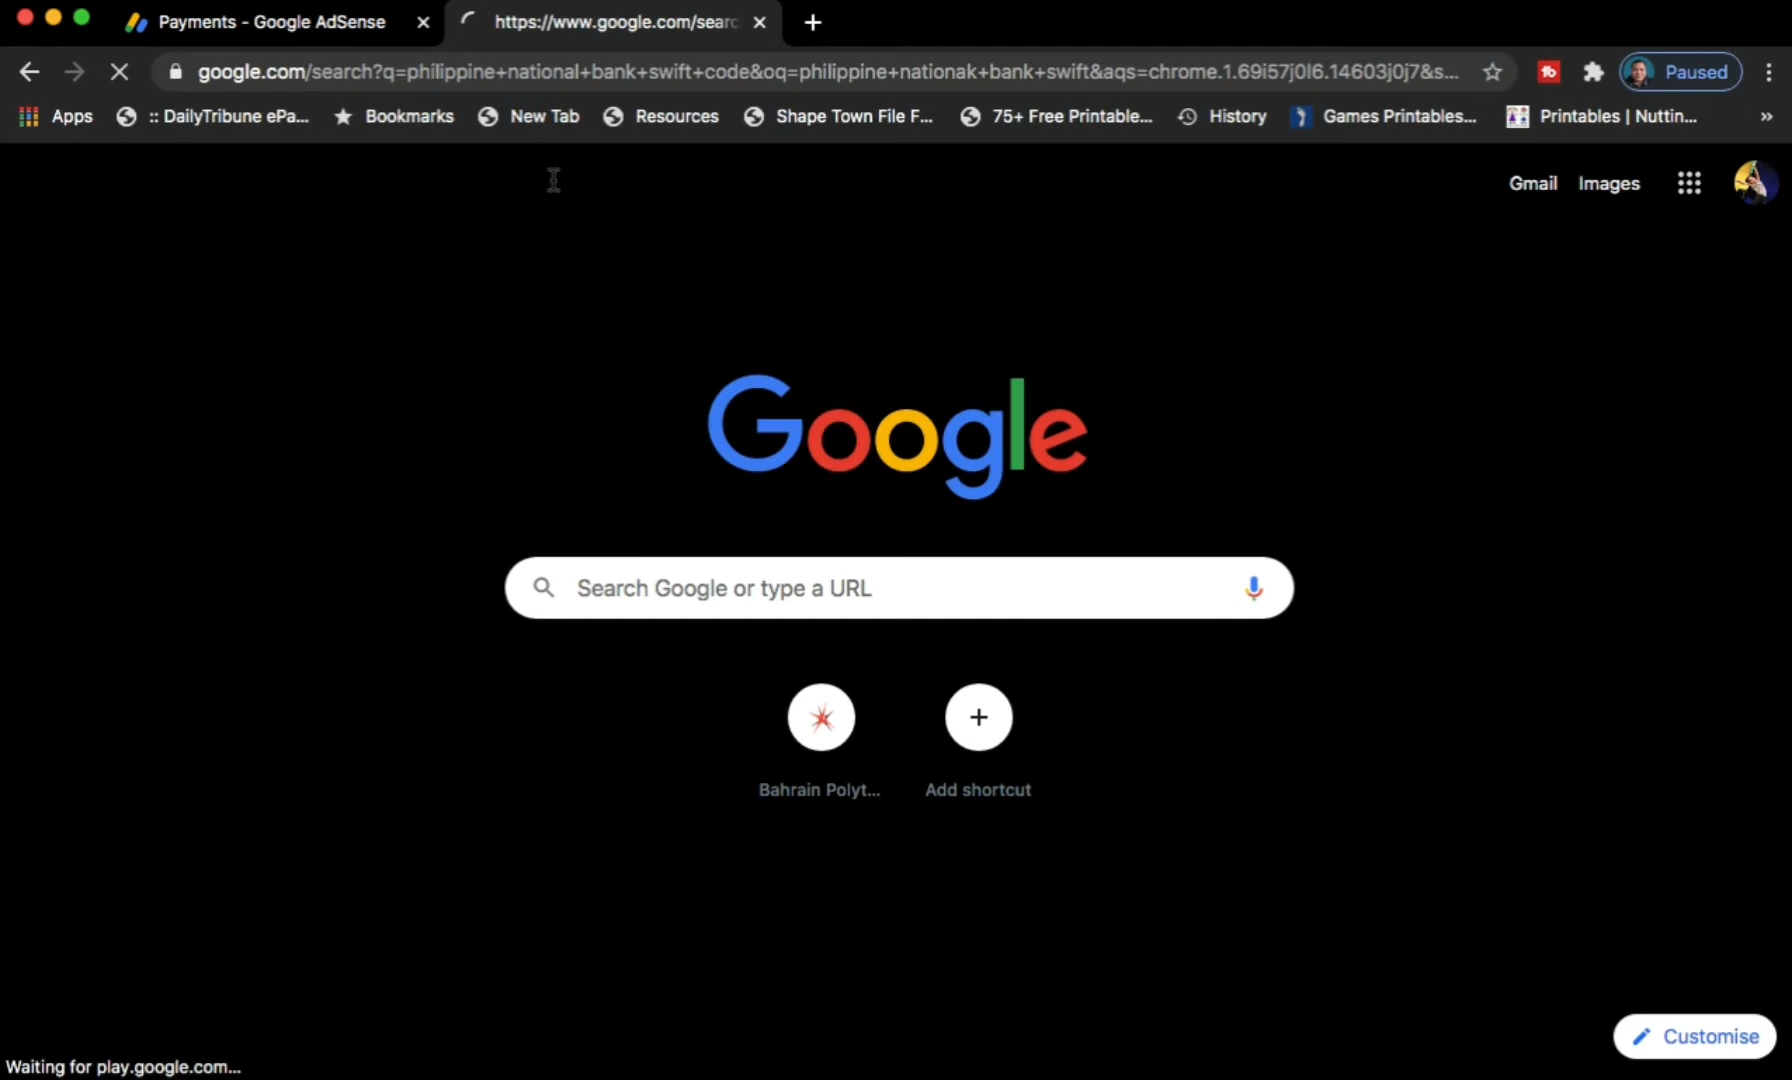 Payments - Google AdSense
https://www.google.com/searc
google.com/search?q=philippine+national+bank+swift+code&oq=philippine+nationak+bank+swift&aqs=chrome.1.69i57j0l6.14603j0j7&s...
Paused
Apps
:: DailyTribune ePa...
Bookmarks
New Tab
Resources
Shape Town File F...
75+ Free Printable...
History
Games Printables...
Printables | Nuttin...
»
Gmail
Images
Google
Search Google or type a URL
Bahrain Polyt...
Add shortcut
Customise
Waiting for play.google.com...